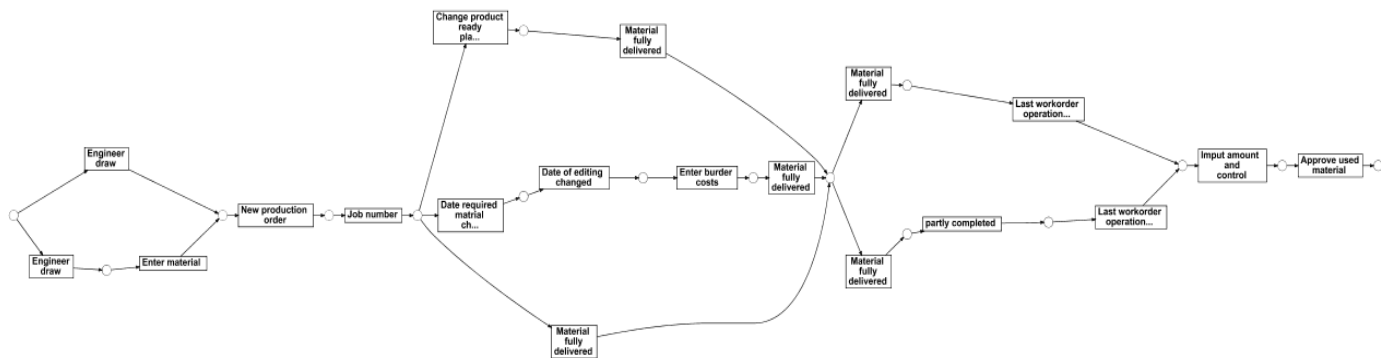 Engineer
draw
Engineer
draw
Enter material
New production
order
Job number
Change product
ready
pla...
Material
fully
delivered
Date required
matrial
ch...
Date of editing
changed
Enter burder
costs
Material
fully
delivered
Material
fully
delivered
Material
fully
delivered
Last workorder
operation...
Material
fully
delivered
partly completed
Last workorder
operation...
Imput amount
and
control
Approve used
material